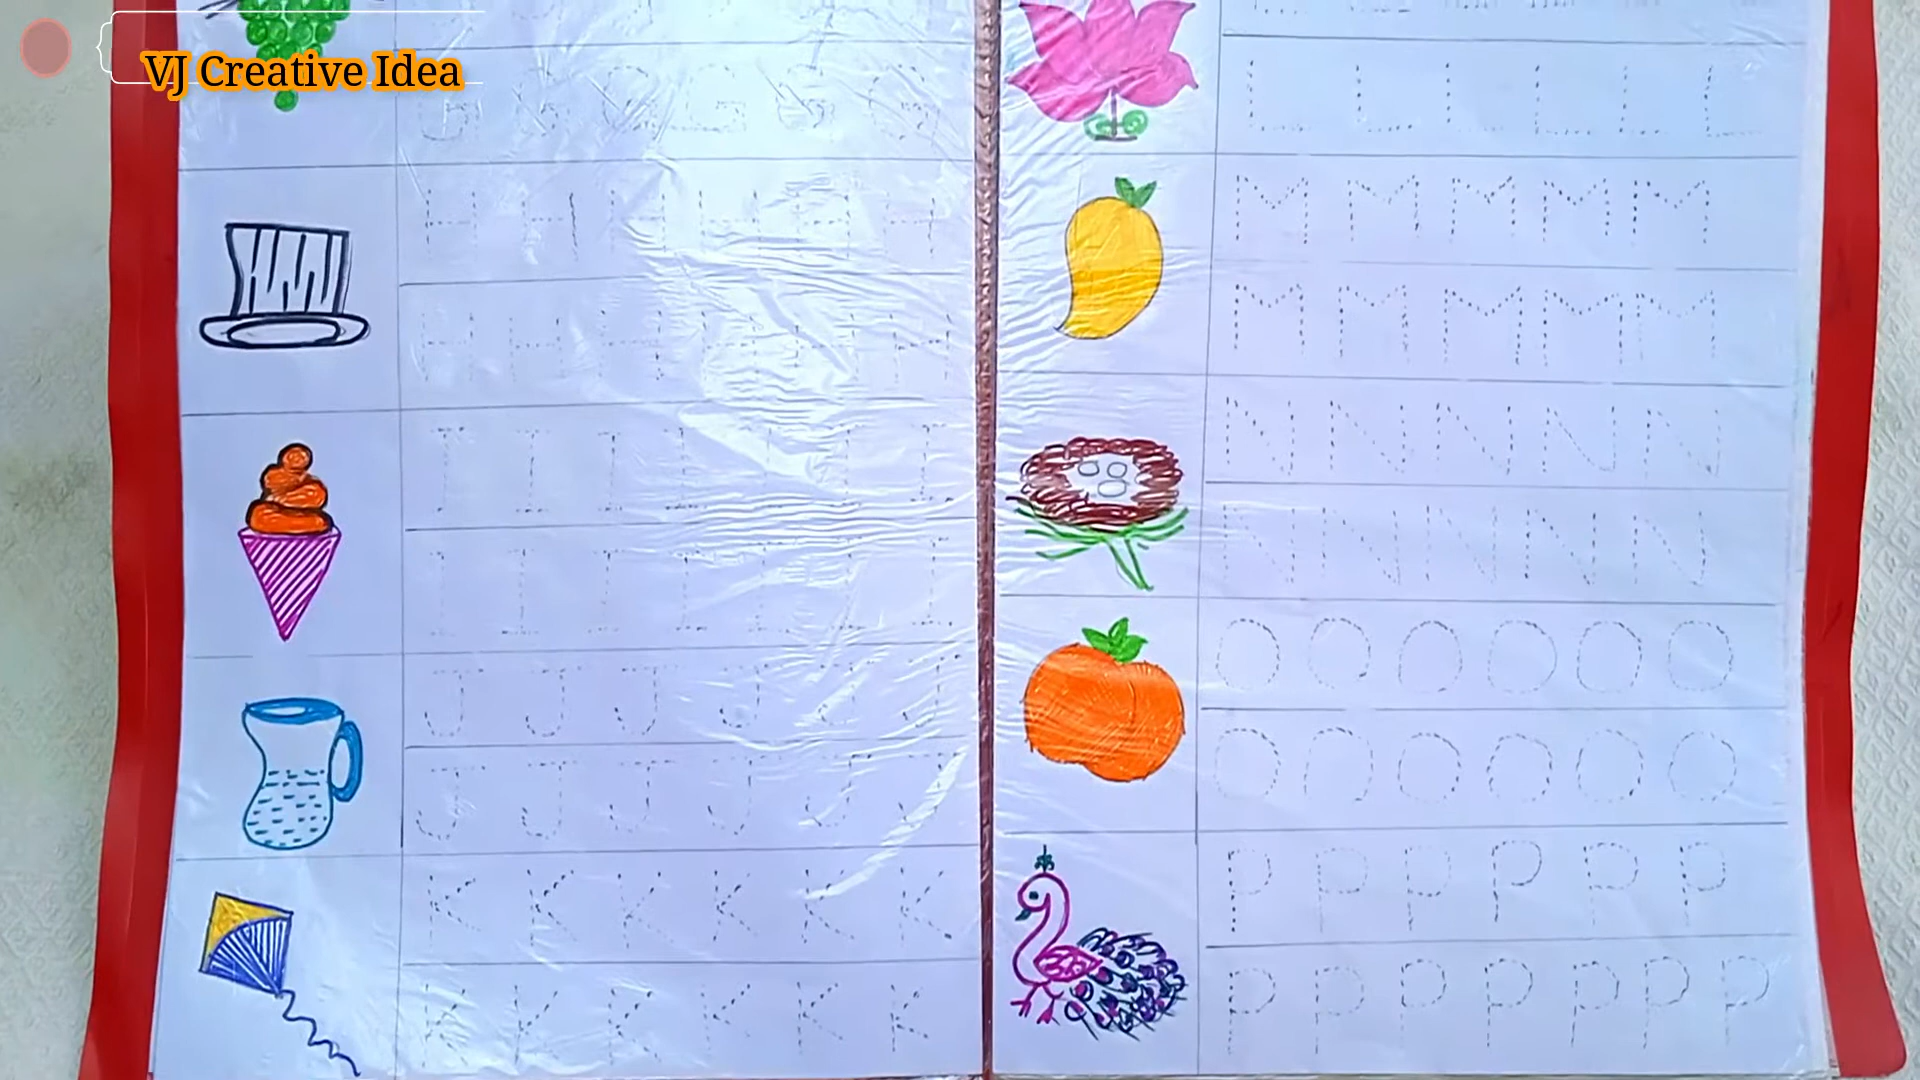 VJ Creative Idea
G G G G G G
H H H H H H
H H H H H H
I I I I I I I
I I I I I I I
J J J J J J
J J J J J J
K K K K K K
K K K K K K
L L L L L L
M M M M M
M M M M M
N N N N N
N N N N N
O O O O O O
O O O O O O
P P P P P P
P P P P P P P